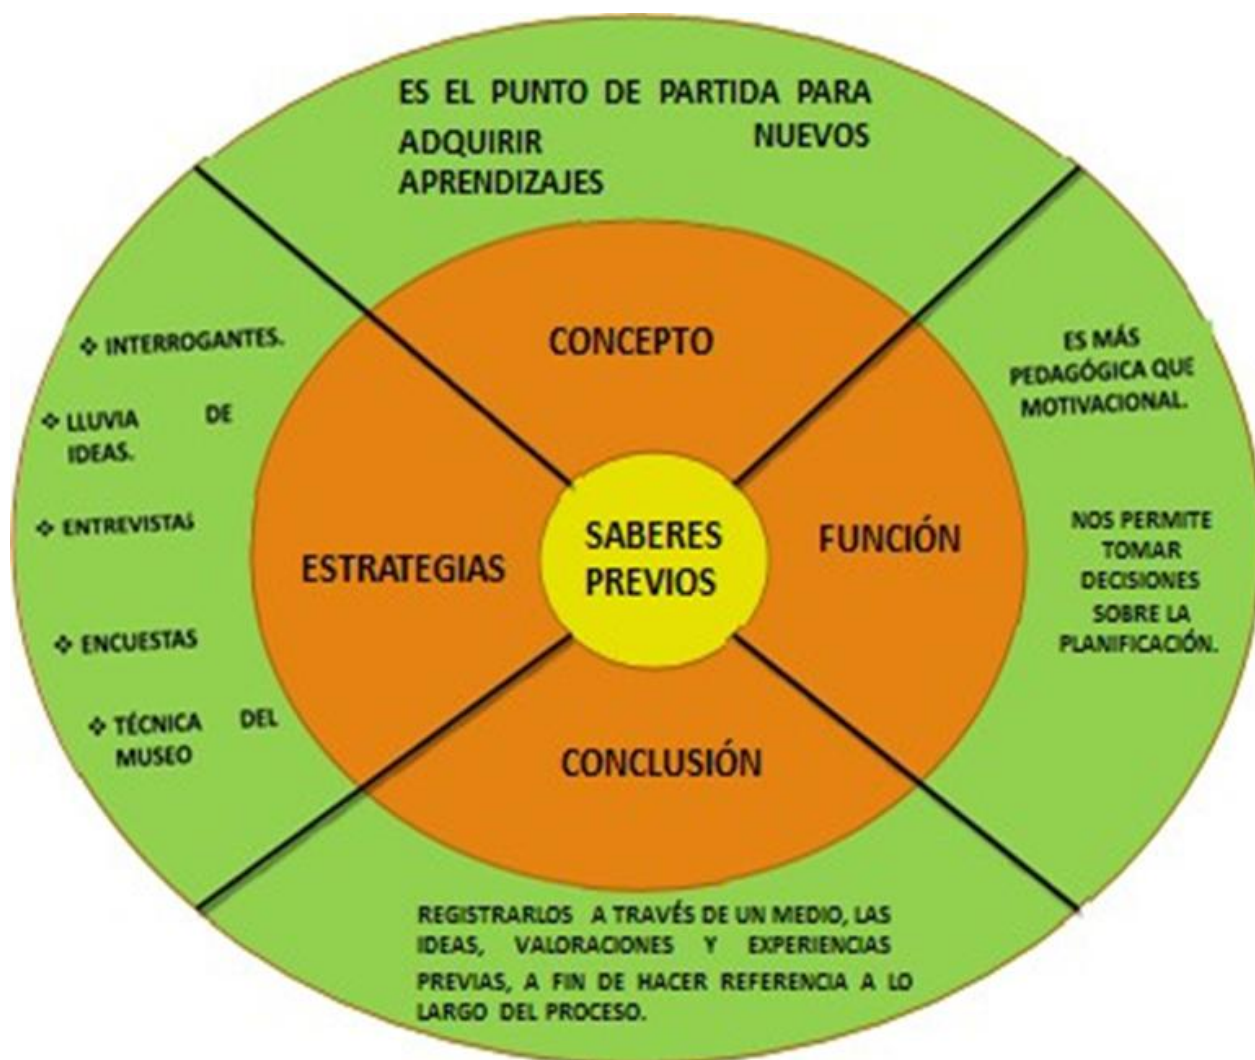 ES EL PUNTO DE PARTIDA PARA
ADQUIRIR NUEVOS
APRENDIZAJES
CONCEPTO
❖ INTERROGANTES.
❖ LLUVIA DE
IDEAS.
❖ ENTREVISTAS
❖ ENCUESTAS
❖ TÉCNICA DEL
MUSEO
ESTRATEGIAS
SABERES
PREVIOS
FUNCIÓN
ES MÁS
PEDAGÓGICA QUE
MOTIVACIONAL.
NOS PERMITE
TOMAR
DECISIONES
SOBRE LA
PLANIFICACIÓN.
CONCLUSIÓN
REGISTRARLOS A TRAVÉS DE UN MEDIO, LAS
IDEAS, VALORACIONES Y EXPERIENCIAS
PREVIAS, A FIN DE HACER REFERENCIA A LO
LARGO DEL PROCESO.